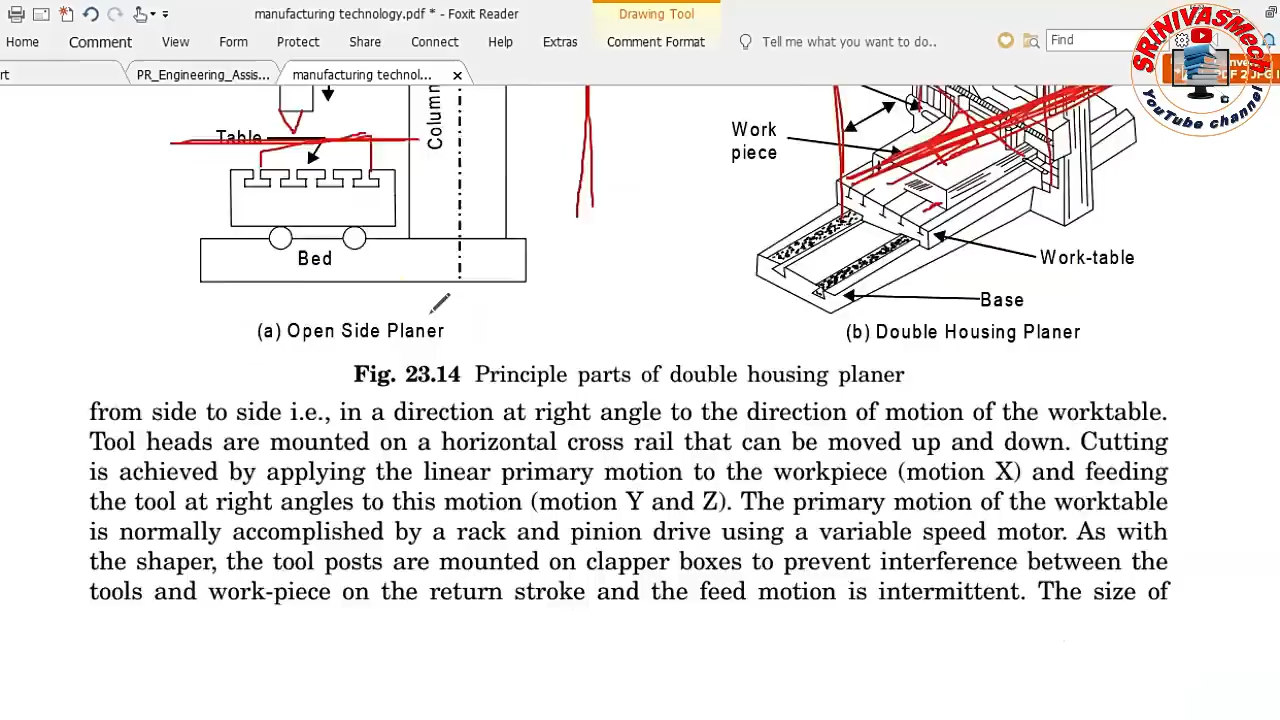 manufacturing technology.pdf * - Foxit Reader
Drawing Tool
Home
Comment
View
Form
Protect
Share
Connect
Help
Extras
Comment Format
Tell me what you want to do..
Find
PR_Engineering_Assis...
manufacturing technol...
SRINIVASMech
YouTube channel
Table
Column
Bed
Work
piece
Work-table
Base
(a) Open Side Planer
(b) Double Housing Planer
Fig. 23.14 Principle parts of double housing planer
from side to side i.e., in a direction at right angle to the direction of motion of the worktable.
Tool heads are mounted on a horizontal cross rail that can be moved up and down. Cutting
is achieved by applying the linear primary motion to the workpiece (motion X) and feeding
the tool at right angles to this motion (motion Y and Z). The primary motion of the worktable
is normally accomplished by a rack and pinion drive using a variable speed motor. As with
the shaper, the tool posts are mounted on clapper boxes to prevent interference between the
tools and work-piece on the return stroke and the feed motion is intermittent. The size of